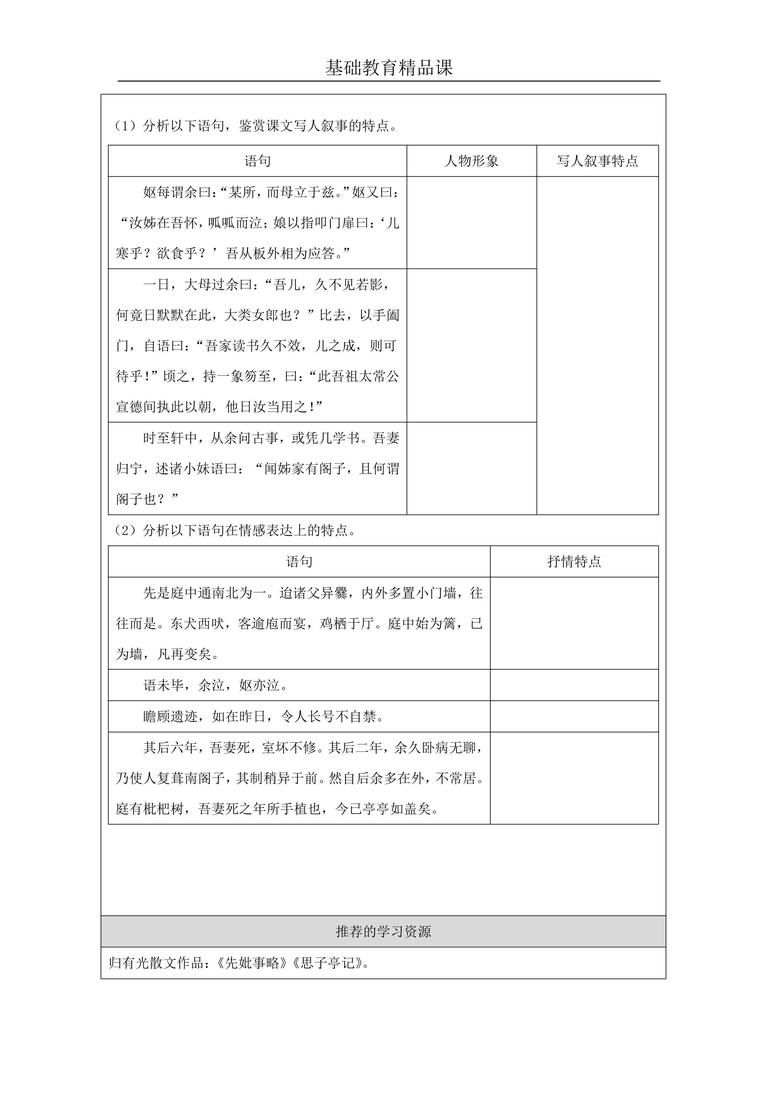 基础教育精品课
（1）分析以下语句，鉴赏课文写人叙事的特点。
语句 人物形象 写人叙事特点
妪每谓余曰：“某所，而母立于兹。”妪又曰：
“汝姊在吾怀，呱呱而泣；娘以指叩门扉曰：‘儿
寒乎？欲食乎？’吾从板外相为应答。”
一日，大母过余曰：“吾儿，久不见若影，
何竟日默默在此，大类女郎也？”比去，以手阖
门，自语曰：“吾家读书久不效，儿之成，则可
待乎！”顷之，持一象笏至，曰：“此吾祖太常公
宣德间执此以朝，他日汝当用之！”
时至轩中，从余问古事，或凭几学书。吾妻
归宁，述诸小妹语曰：“闻姊家有阁子，且何谓
阁子也？”
（2）分析以下语句在情感表达上的特点。
语句 抒情特点
先是庭中通南北为一。迨诸父异爨，内外多置小门墙，往
往而是。东犬西吠，客逾庖而宴，鸡栖于厅。庭中始为篱，已
为墙，凡再变矣。
语未毕，余泣，妪亦泣。
瞻顾遗迹，如在昨日，令人长号不自禁。
其后六年，吾妻死，室坏不修。其后二年，余久卧病无聊，
乃使人复葺南阁子，其制稍异于前。然自后余多在外，不常居。
庭有枇杷树，吾妻死之年所手植也，今已亭亭如盖矣。
推荐的学习资源
归有光散文作品：《先妣事略》《思子亭记》。